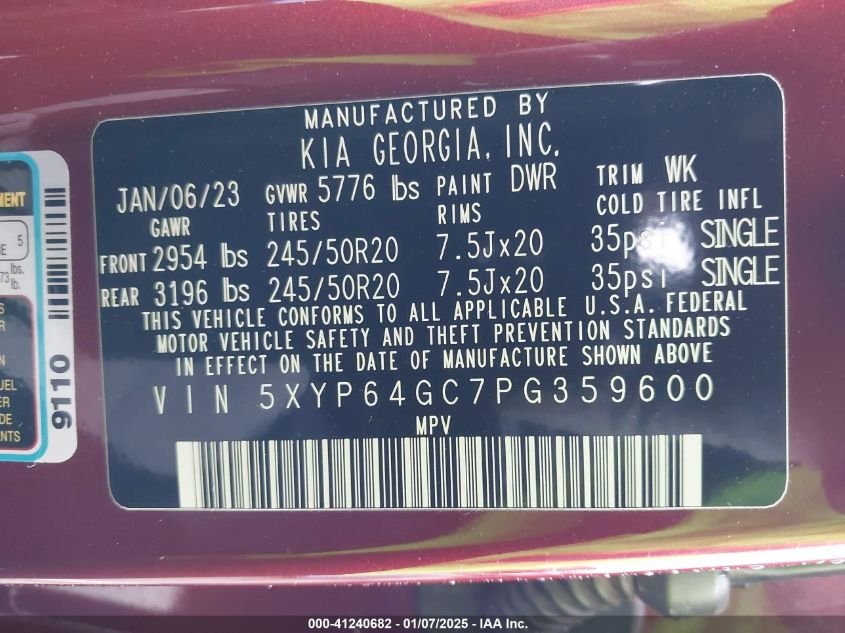 MANUFACTURED BY
KIA GEORGIA, INC.
JAN/06/23 GVWR 5776 lbs PAINT DWR TRIM WK
GAWR TIRES RIMS COLD TIRE INFL
FRONT 2954 lbs 245/50R20 7.5Jx20 35psi SINGLE
REAR 3196 lbs 245/50R20 7.5Jx20 35psi SINGLE
THIS VEHICLE CONFORMS TO ALL APPLICABLE U.S.A. FEDERAL
MOTOR VEHICLE SAFETY AND THEFT PREVENTION STANDARDS
IN EFFECT ON THE DATE OF MANUFACTURE SHOWN ABOVE
VIN 5XYP64GC7PG359600
MPV
5
lbs.
lb.
9110
000-41240682 - 01/07/2025 - IAA Inc.